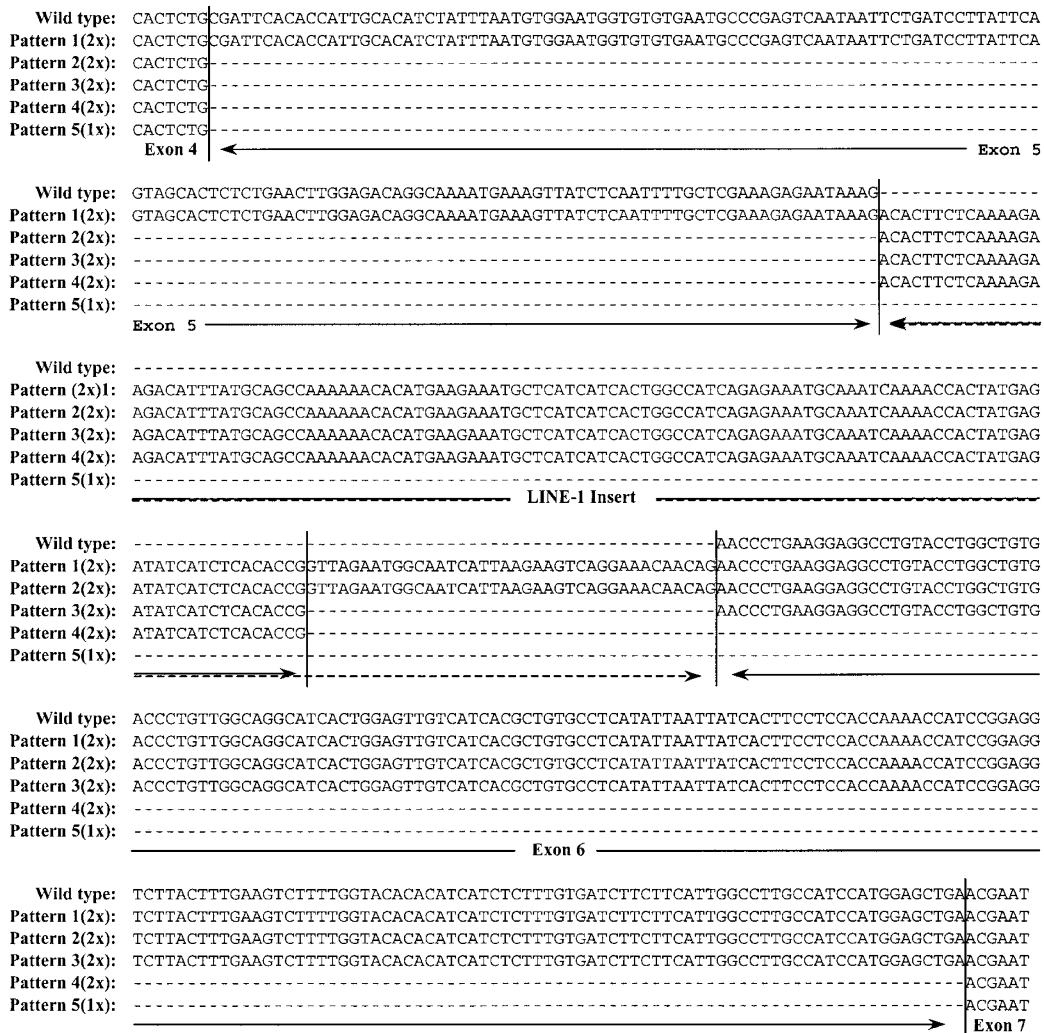 Wild type: CACTCTGCGATTCACACCATTGCACATCTATTTAATGTGGAATGGTGTGTGAATGCCCGAGTCAATAATTCTGATCCTTATTCA
Pattern 1(2x): CACTCTGCGATTCACACCATTGCACATCTATTTAATGTGGAATGGTGTGTGAATGCCCGAGTCAATAATTCTGATCCTTATTCA
Pattern 2(2x): CACTCTG-----------------------------------------------------------------------------
Pattern 3(2x): CACTCTG-----------------------------------------------------------------------------
Pattern 4(2x): CACTCTG-----------------------------------------------------------------------------
Pattern 5(1x): CACTCTG-----------------------------------------------------------------------------
Exon 4 Exon 5
Wild type: GTAGCACTCTCTGAACTTGGAGACAGGCAAAATGAAAGTTATCTCAATTTTGCTCGAAAGAGAATAAAG---------------
Pattern 1(2x): GTAGCACTCTCTGAACTTGGAGACAGGCAAAATGAAAGTTATCTCAATTTTGCTCGAAAGAGAATAAAGACACTTCTCAAAAGA
Pattern 2(2x): ---------------------------------------------------------------------ACACTTCTCAAAAGA
Pattern 3(2x): ---------------------------------------------------------------------ACACTTCTCAAAAGA
Pattern 4(2x): ---------------------------------------------------------------------ACACTTCTCAAAAGA
Pattern 5(1x): ------------------------------------------------------------------------------------
Exon 5
Wild type: ------------------------------------------------------------------------------------
Pattern (2x)1: AGACATTTATGCAGCCAAAAAACACATGAAGAAATGCTCATCATCACTGGCCATCAGAGAAATGCAAATCAAAACCACTATGAG
Pattern 2(2x): AGACATTTATGCAGCCAAAAAACACATGAAGAAATGCTCATCATCACTGGCCATCAGAGAAATGCAAATCAAAACCACTATGAG
Pattern 3(2x): AGACATTTATGCAGCCAAAAAACACATGAAGAAATGCTCATCATCACTGGCCATCAGAGAAATGCAAATCAAAACCACTATGAG
Pattern 4(2x): AGACATTTATGCAGCCAAAAAACACATGAAGAAATGCTCATCATCACTGGCCATCAGAGAAATGCAAATCAAAACCACTATGAG
Pattern 5(1x): ------------------------------------------------------------------------------------
LINE-1 Insert
Wild type: ------------------------------------------------------AACCCTGAAGGAGGCCTGTACCTGGCTGTG
Pattern 1(2x): ATATCATCTCACACCGGTTAGAATGGCAATCATTAAGAAGTCAGGAAACAACAGAACCCTGAAGGAGGCCTGTACCTGGCTGTG
Pattern 2(2x): ATATCATCTCACACCGGTTAGAATGGCAATCATTAAGAAGTCAGGAAACAACAGAACCCTGAAGGAGGCCTGTACCTGGCTGTG
Pattern 3(2x): ATATCATCTCACACCG--------------------------------------AACCCTGAAGGAGGCCTGTACCTGGCTGTG
Pattern 4(2x): ATATCATCTCACACCG--------------------------------------------------------------------
Pattern 5(1x): ------------------------------------------------------------------------------------
Wild type: ACCCTGTTGGCAGGCATCACTGGAGTTGTCATCACGCTGTGCCTCATATTAATTATCACTTCCTCCACCAAAACCATCCGGAGG
Pattern 1(2x): ACCCTGTTGGCAGGCATCACTGGAGTTGTCATCACGCTGTGCCTCATATTAATTATCACTTCCTCCACCAAAACCATCCGGAGG
Pattern 2(2x): ACCCTGTTGGCAGGCATCACTGGAGTTGTCATCACGCTGTGCCTCATATTAATTATCACTTCCTCCACCAAAACCATCCGGAGG
Pattern 3(2x): ACCCTGTTGGCAGGCATCACTGGAGTTGTCATCACGCTGTGCCTCATATTAATTATCACTTCCTCCACCAAAACCATCCGGAGG
Pattern 4(2x): ------------------------------------------------------------------------------------
Pattern 5(1x): ------------------------------------------------------------------------------------
Exon 6
Wild type: TCTTACTTTGAAGTCTTTTGGTACACACATCATCTCTTTGTGATCTTCTTCATTGGCCTTGCCATCCATGGAGCTGAACGAAT
Pattern 1(2x): TCTTACTTTGAAGTCTTTTGGTACACACATCATCTCTTTGTGATCTTCTTCATTGGCCTTGCCATCCATGGAGCTGAACGAAT
Pattern 2(2x): TCTTACTTTGAAGTCTTTTGGTACACACATCATCTCTTTGTGATCTTCTTCATTGGCCTTGCCATCCATGGAGCTGAACGAAT
Pattern 3(2x): TCTTACTTTGAAGTCTTTTGGTACACACATCATCTCTTTGTGATCTTCTTCATTGGCCTTGCCATCCATGGAGCTGAACGAAT
Pattern 4(2x): -----------------------------------------------------------------------------ACGAAT
Pattern 5(1x): -----------------------------------------------------------------------------ACGAAT
Exon 7